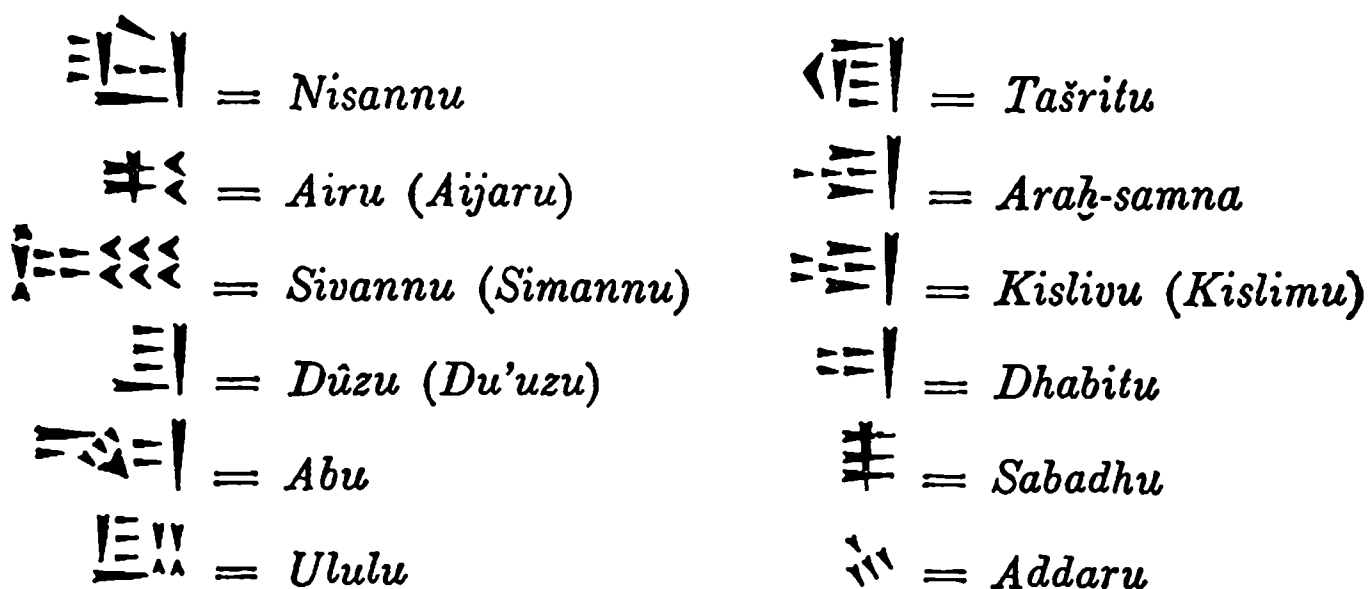 𒁈 = Nisannu
𒄞 = Airu (Aijaru)
𒋞 = Sivannu (Simannu)
𒋗 = Dûzu (Du’uzu)
𒉈 = Abu
𒆥 = Ululu
𒇯 = Tašritu
𒀳 = Araḫ-samna
𒃶 = Kislivu (Kislimu)
𒀊 = Dhabitu
𒀾 = Sabadhu
𒊺 = Addaru